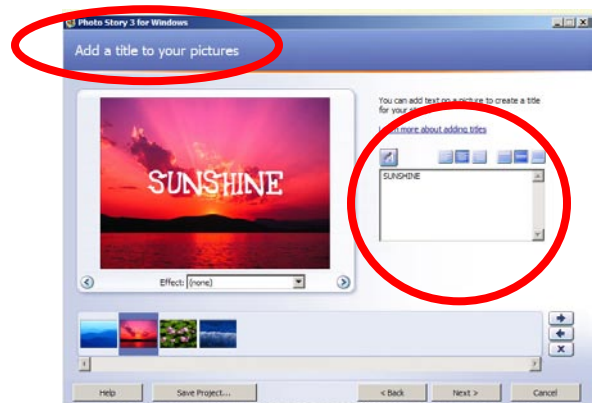 Photo Story 3 for Windows
Add a title to your pictures
You can add text on a picture to create a title
for your
more about adding titles
SUNSHINE
SUNSHINE
Effect: (none)
Help
Save Project...
< Back
Next >
Cancel